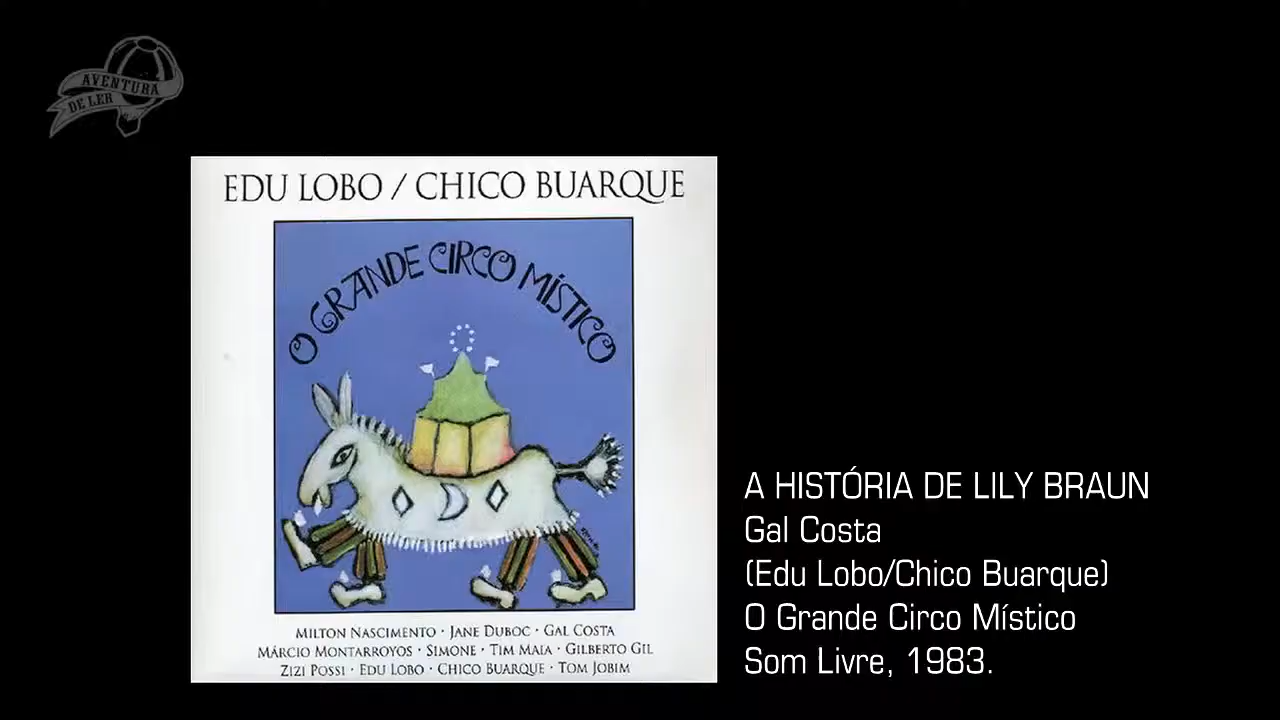 AVENTURA
DE LER
EDU LOBO / CHICO BUARQUE
O GRANDE CIRCO MÍSTICO
MILTON NASCIMENTO · JANE DUBOC · GAL COSTA
MÁRCIO MONTARROYOS · SIMONE · TIM MAIA · GILBERTO GIL
ZIZI POSSI · EDU LOBO · CHICO BUARQUE · TOM JOBIM
A HISTÓRIA DE LILY BRAUN
Gal Costa
(Edu Lobo/Chico Buarque)
O Grande Circo Místico
Som Livre, 1983.